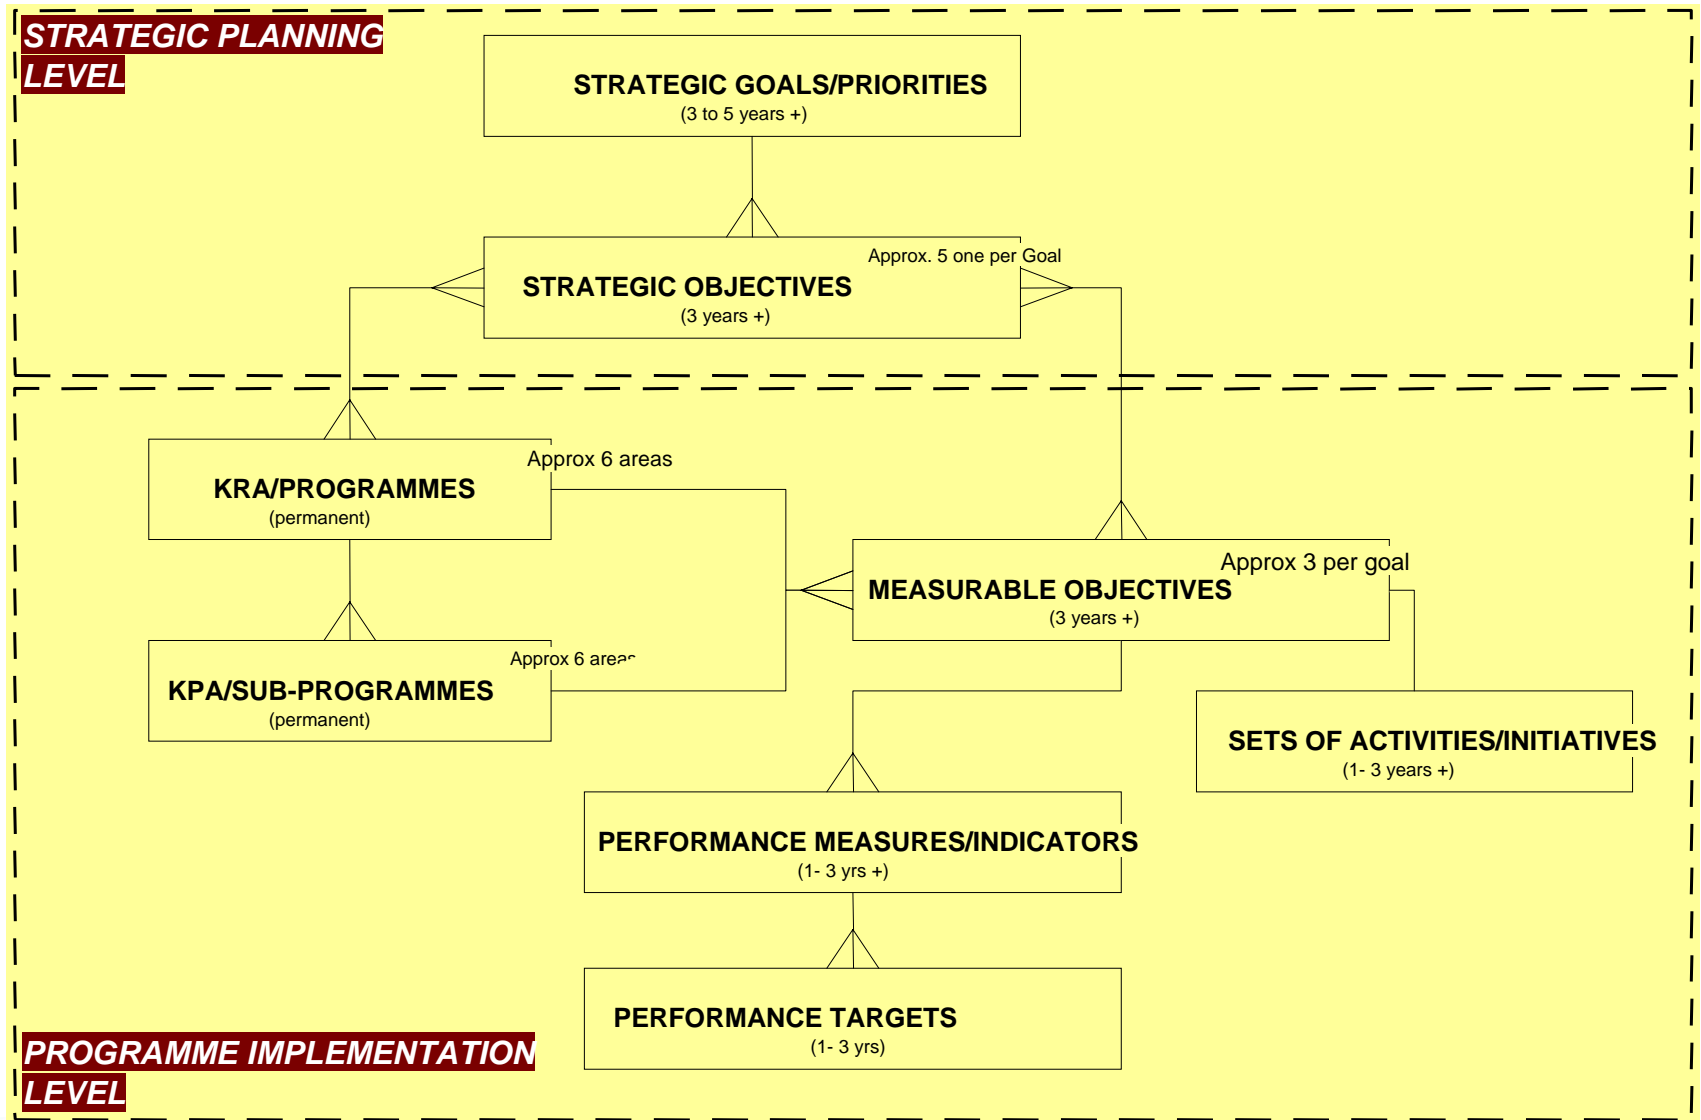 STRATEGIC PLANNING
LEVEL
STRATEGIC GOALS/PRIORITIES
(3 to 5 years +)
Approx. 5 one per Goal
STRATEGIC OBJECTIVES
(3 years +)
Approx 6 areas
KRA/PROGRAMMES
(permanent)
Approx 3 per goal
MEASURABLE OBJECTIVES
(3 years +)
Approx 6 areas
KPA/SUB-PROGRAMMES
(permanent)
SETS OF ACTIVITIES/INITIATIVES
(1- 3 years +)
PERFORMANCE MEASURES/INDICATORS
(1- 3 yrs +)
PERFORMANCE TARGETS
(1- 3 yrs)
PROGRAMME IMPLEMENTATION
LEVEL